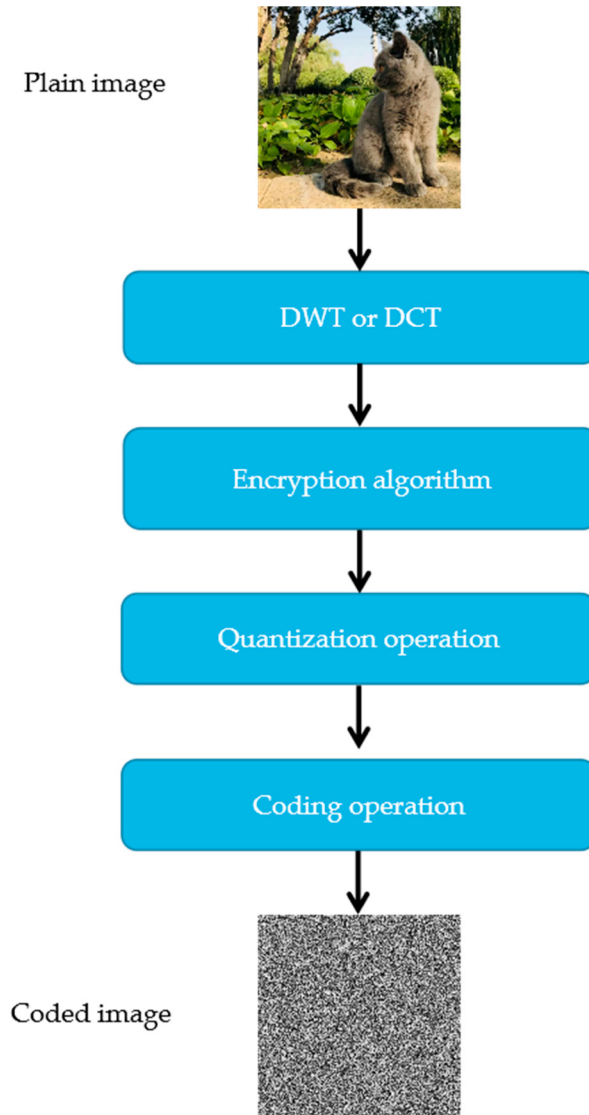 Plain image
DWT or DCT
Encryption algorithm
Quantization operation
Coding operation
Coded image